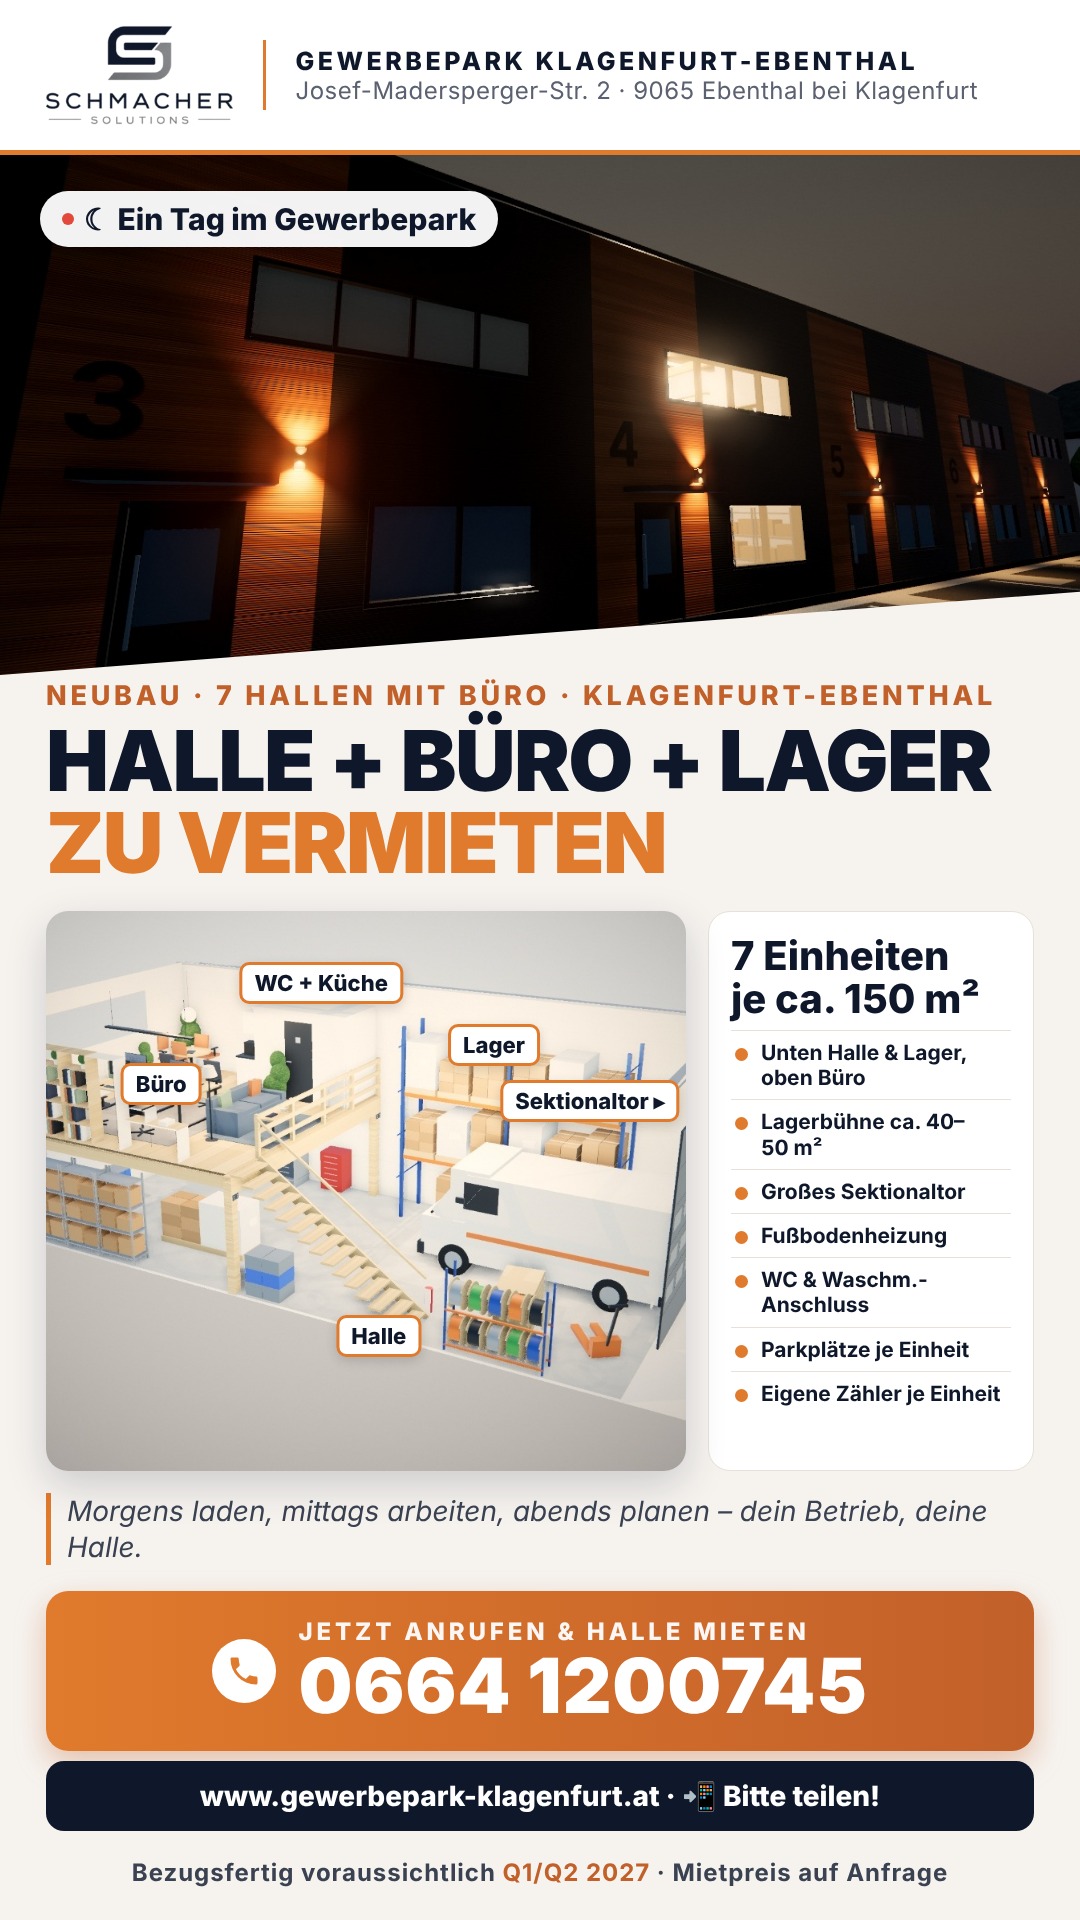 SCHMACHER
SOLUTIONS
GEWERBEPARK KLAGENFURT-EBENTHAL
Josef-Madersperger-Str. 2 · 9065 Ebenthal bei Klagenfurt
☾ Ein Tag im Gewerbepark
3
4
5
6
NEUBAU · 7 HALLEN MIT BÜRO · KLAGENFURT-EBENTHAL
HALLE + BÜRO + LAGER
ZU VERMIETEN
WC + Küche
Lager
Büro
Sektionaltor ▸
Halle
7 Einheiten
je ca. 150 m²
Unten Halle & Lager,
oben Büro
Lagerbühne ca. 40–
50 m²
Großes Sektionaltor
Fußbodenheizung
WC & Waschm.-
Anschluss
Parkplätze je Einheit
Eigene Zähler je Einheit
Morgens laden, mittags arbeiten, abends planen – dein Betrieb, deine
Halle.
JETZT ANRUFEN & HALLE MIETEN
0664 1200745
www.gewerbepark-klagenfurt.at · 📲 Bitte teilen!
Bezugsfertig voraussichtlich Q1/Q2 2027 · Mietpreis auf Anfrage